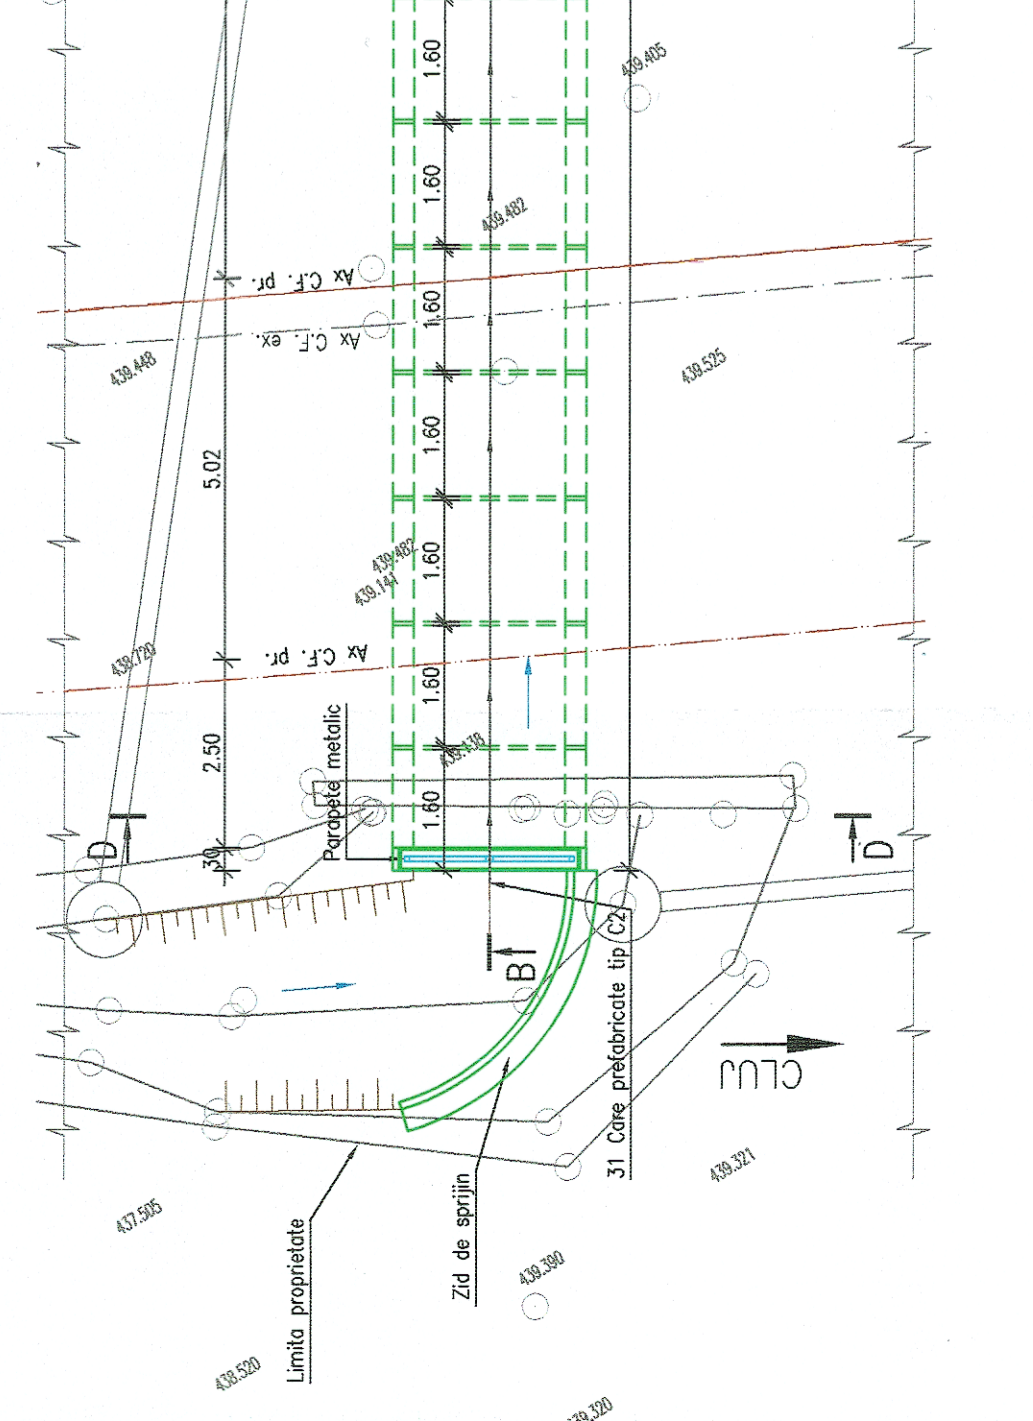 1.60
439.405
1.60
439.482
Ax C.F. pr.
1.60
Ax C.F. ex.
439.448
439.525
1.60
5.02
439.482
439.141
1.60
438.720
Ax C.F. pr.
1.60
2.50
Parapete metalic
439.438
1.60
D
D
30
B
31 Care prefabricate tip C2
CLUJ
439.321
Zid de sprijin
437.505
Limita proprietate
439.390
438.520